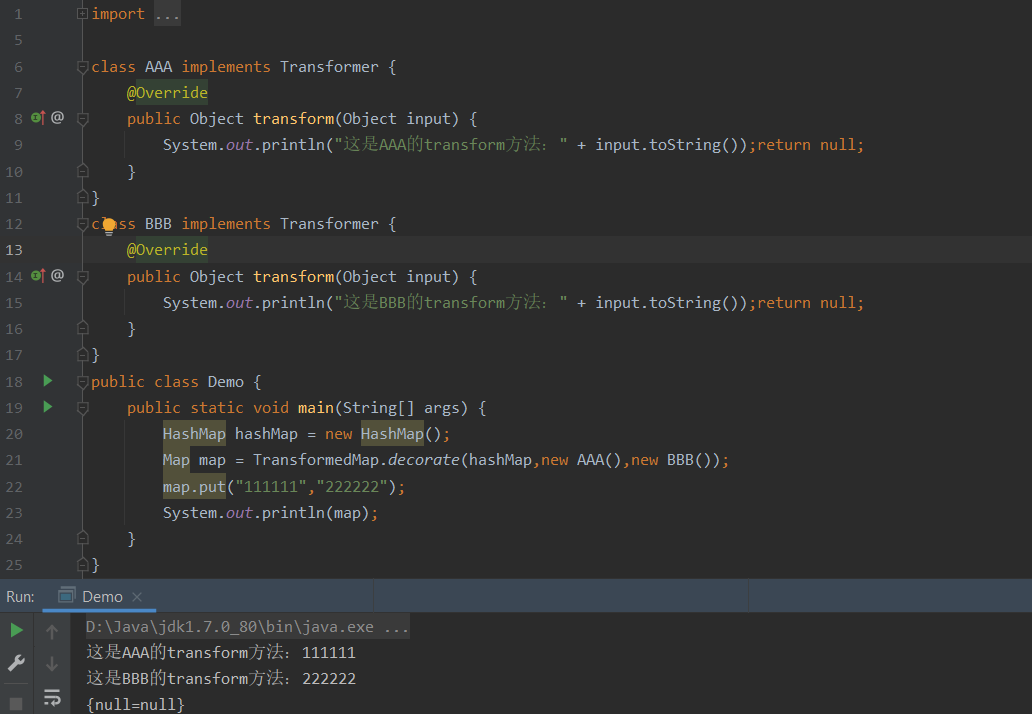 1 import ...
5
6 class AAA implements Transformer {
7 @Override
8 @ public Object transform(Object input) {
9 System.out.println("这是AAA的transform方法: " + input.toString());return null;
10 }
11 }
12 class BBB implements Transformer {
13 @Override
14 @ public Object transform(Object input) {
15 System.out.println("这是BBB的transform方法: " + input.toString());return null;
16 }
17 }
18 public class Demo {
19 public static void main(String[] args) {
20 HashMap hashMap = new HashMap();
21 Map map = TransformedMap.decorate(hashMap,new AAA(),new BBB());
22 map.put("111111","222222");
23 System.out.println(map);
24 }
25 }
Run: Demo ×
D:\Java\jdk1.7.0_80\bin\java.exe ...
这是AAA的transform方法: 111111
这是BBB的transform方法: 222222
{null=null}